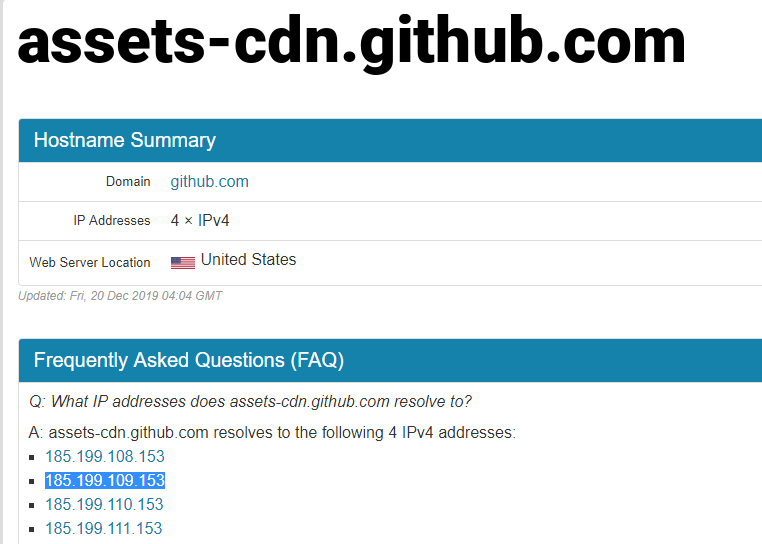 assets-cdn.github.com
Hostname Summary
Domain github.com
IP Addresses 4 × IPv4
Web Server Location United States
Updated: Fri, 20 Dec 2019 04:04 GMT
Frequently Asked Questions (FAQ)
Q: What IP addresses does assets-cdn.github.com resolve to?
A: assets-cdn.github.com resolves to the following 4 IPv4 addresses:
185.199.108.153
185.199.109.153
185.199.110.153
185.199.111.153